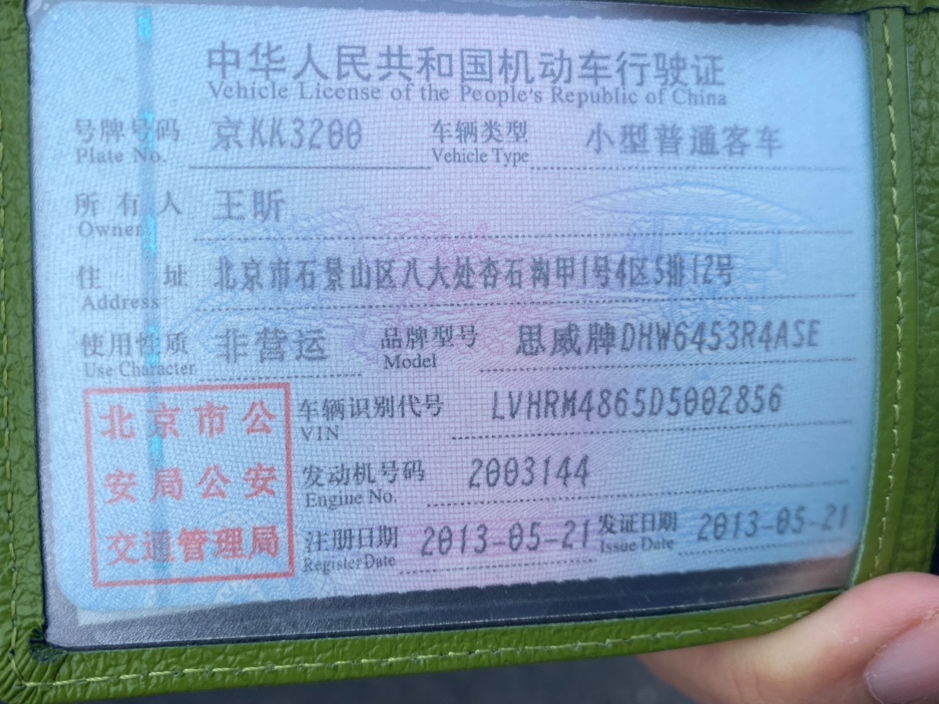 中华人民共和国机动车行驶证
Vehicle License of the People's Republic of China
号牌号码 京KK3200 车辆类型 小型普通客车
Plate No. Vehicle Type
所有人 王昕
Owner
住址 北京市石景山区八大处杏石沟甲1号4区5排12号
Address
使用性质 非营运 品牌型号 思威牌DHW6453R4ASE
Use Character Model
北京市公 车辆识别代号 LVHRM4865D5002856
VIN
安局公安 发动机号码 2003144
Engine No.
交通管理局 注册日期 2013-05-21 发证日期 2013-05-21
Register Date Issue Date